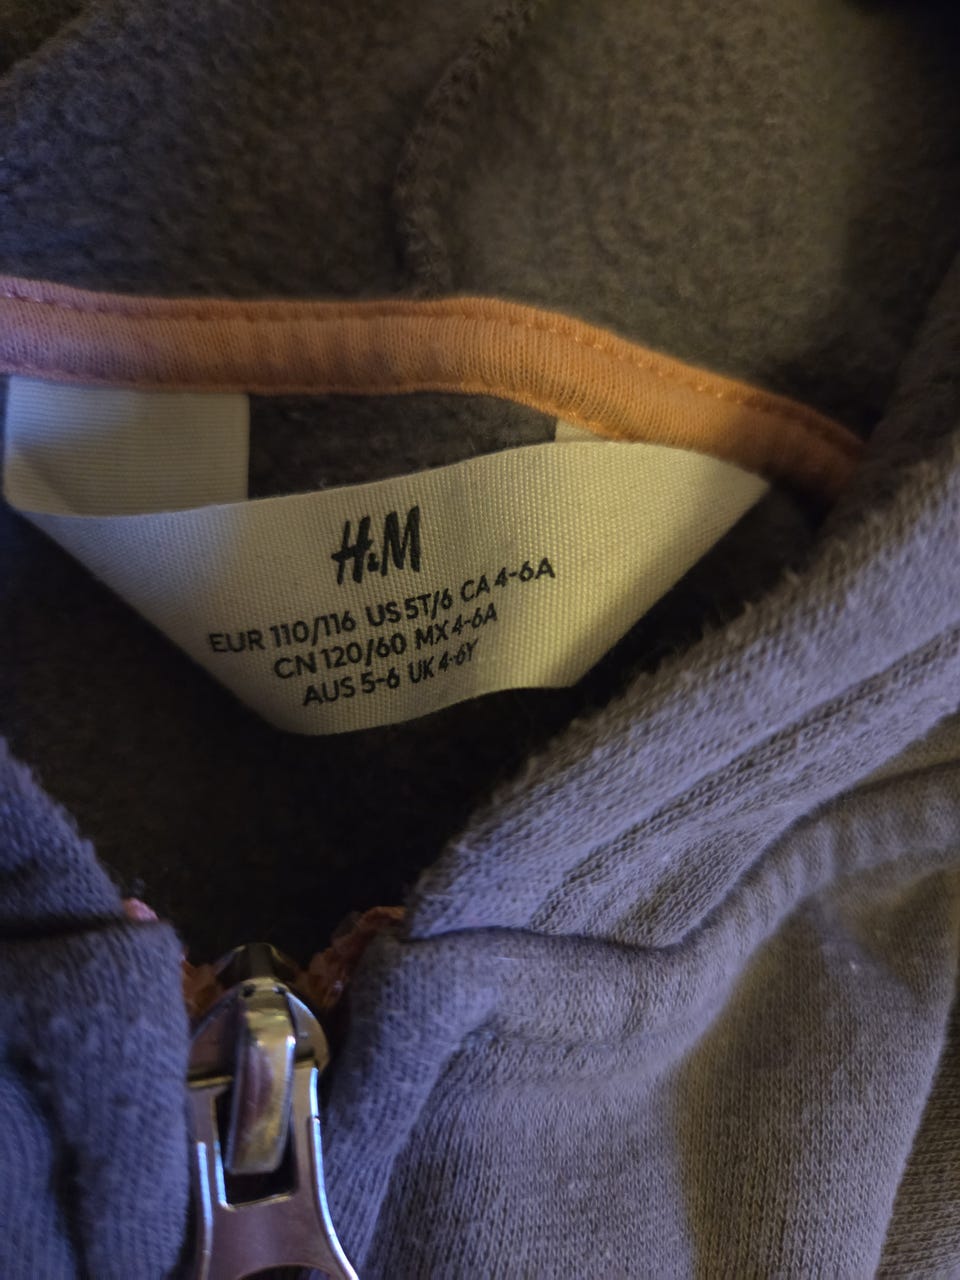 H&M
EUR 110/116 US 5T/6 CA 4-6A
CN 120/60 MX 4-6A
AUS 5-6 UK 4-6Y